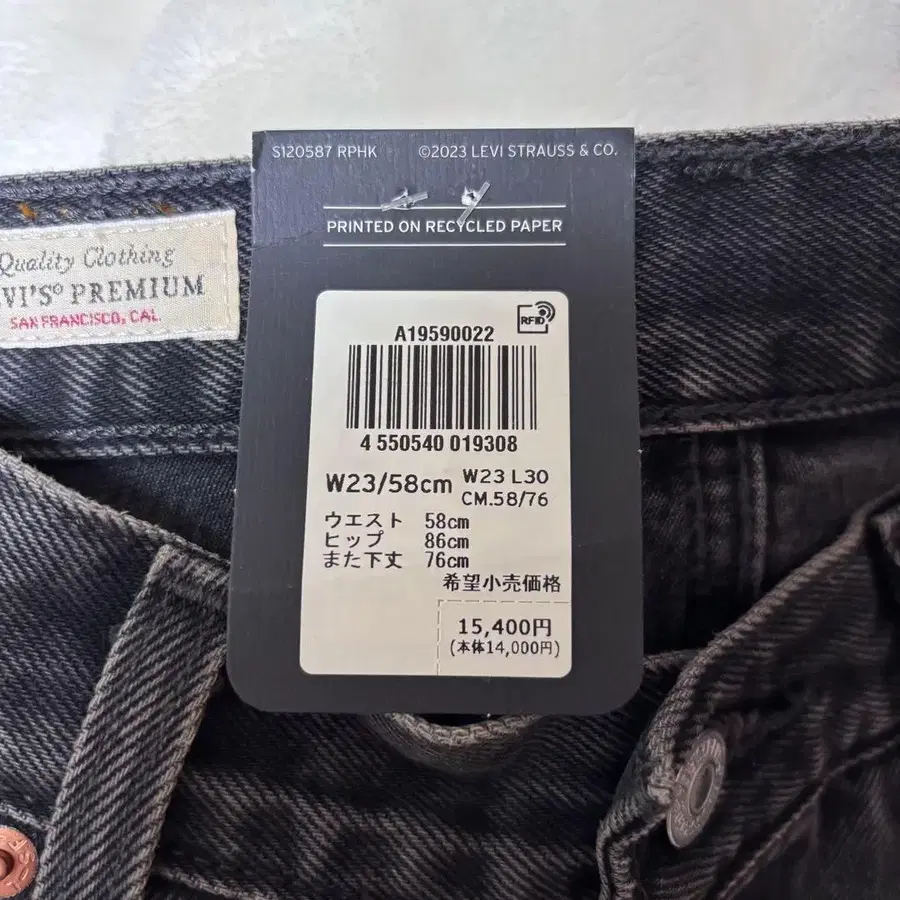 S120587 RPHK ©2023 LEVI STRAUSS & CO.
PRINTED ON RECYCLED PAPER
Quality Clothing
VI'S® PREMIUM
SAN FRANCISCO, CAL.
RFID
A19590022
4 550540 019308
W23/58cm W23 L30
CM.58/76
ウエスト 58cm
ヒップ 86cm
また下丈 76cm
希望小売価格
15,400円
(本体14,000円)